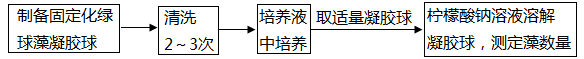 制备固定化绿
球藻凝胶球
清洗
2～3次
培养液
中培养
取适量凝胶球
柠檬酸钠溶液溶解
凝胶球，测定藻数量